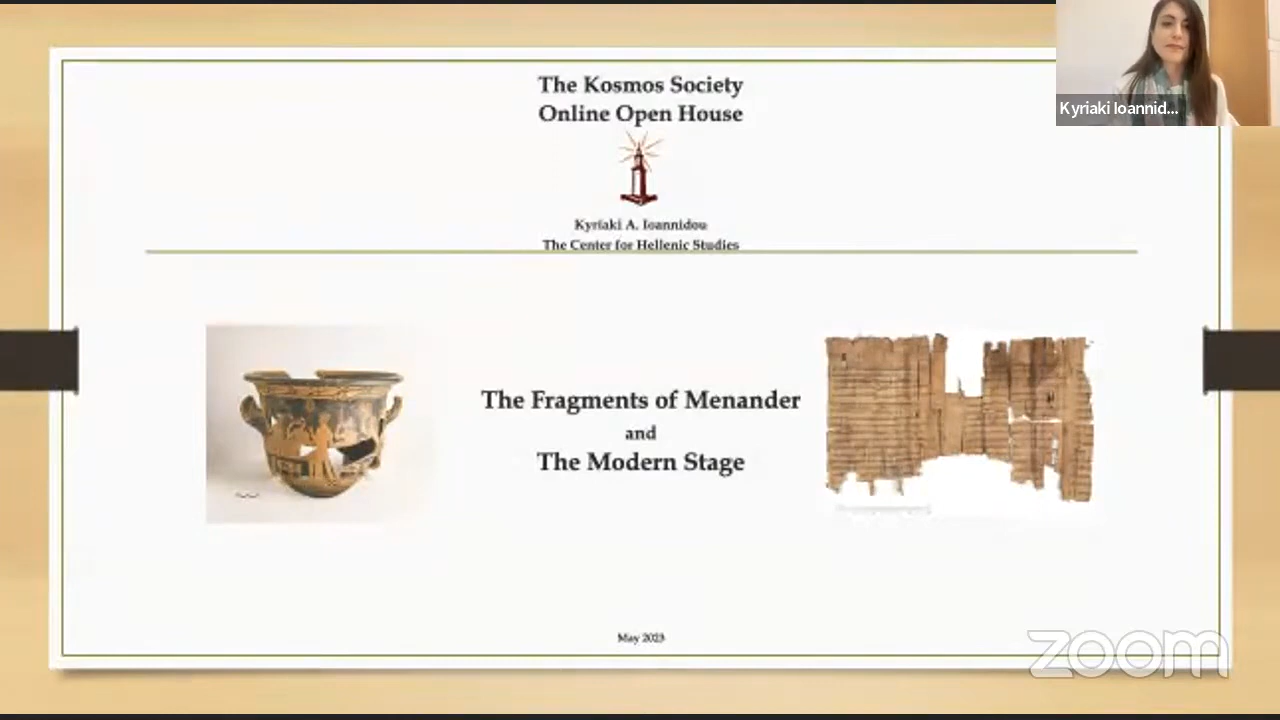 The Kosmos Society
Online Open House
Kyriaki A. Ioannidou
The Center for Hellenic Studies
The Fragments of Menander
and
The Modern Stage
May 2023
Kyriaki Ioannid...
zoom